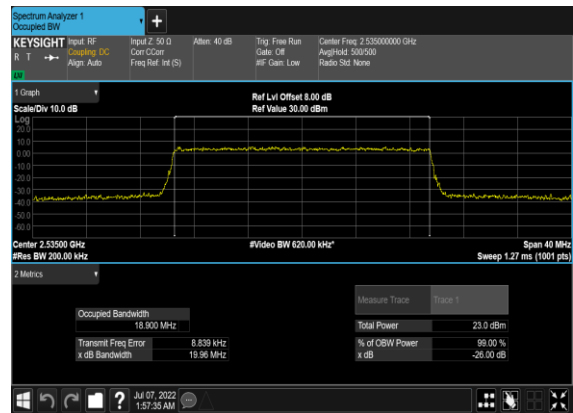 Spectrum Analyzer 1
Occupied BW
+
KEYSIGHT Input: RF Input Z: 50 Ω Atten: 40 dB Trig: Free Run Center Freq: 2.535000000 GHz
R T Coupling: DC Corr CCorr Gate: Off Avg|Hold: 500/500
Align: Auto Freq Ref: Int (S) #IF Gain: Low Radio Std: None
LW
1 Graph
Ref Lvl Offset 8.00 dB
Scale/Div 10.0 dB Ref Value 30.00 dBm
Log
20.0
10.0
0.00
-10.0
-20.0
-30.0
-40.0
-50.0
-60.0
Center 2.53500 GHz #Video BW 620.00 kHz* Span 40 MHz
#Res BW 200.00 kHz Sweep 1.27 ms (1001 pts)
2 Metrics
Measure Trace Trace 1
Occupied Bandwidth
18.900 MHz Total Power 23.0 dBm
Transmit Freq Error 8.839 kHz % of OBW Power 99.00 %
x dB Bandwidth 19.96 MHz x dB -26.00 dB
? Jul 07, 2022
1:57:35 AM